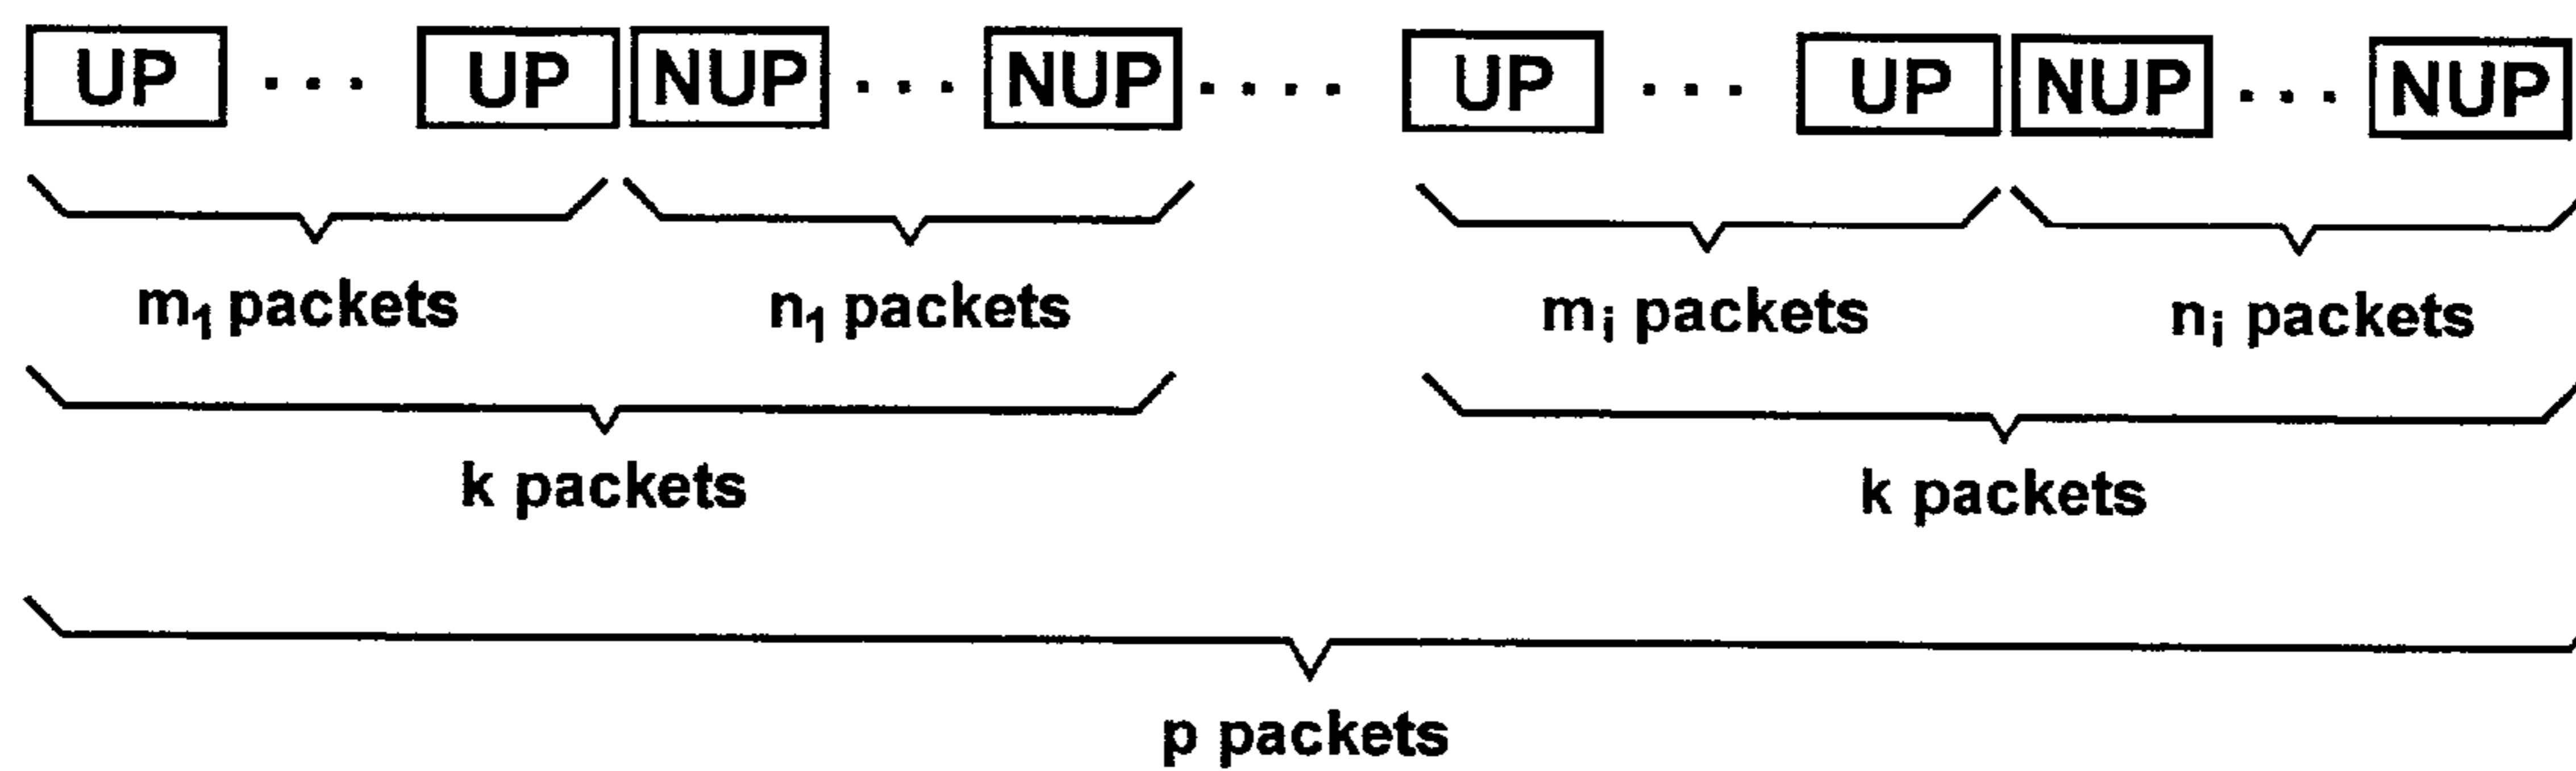 UP ... UP NUP ... NUP .... UP ... UP NUP ... NUP
m₁ packets n₁ packets mᵢ packets nᵢ packets
k packets k packets
p packets